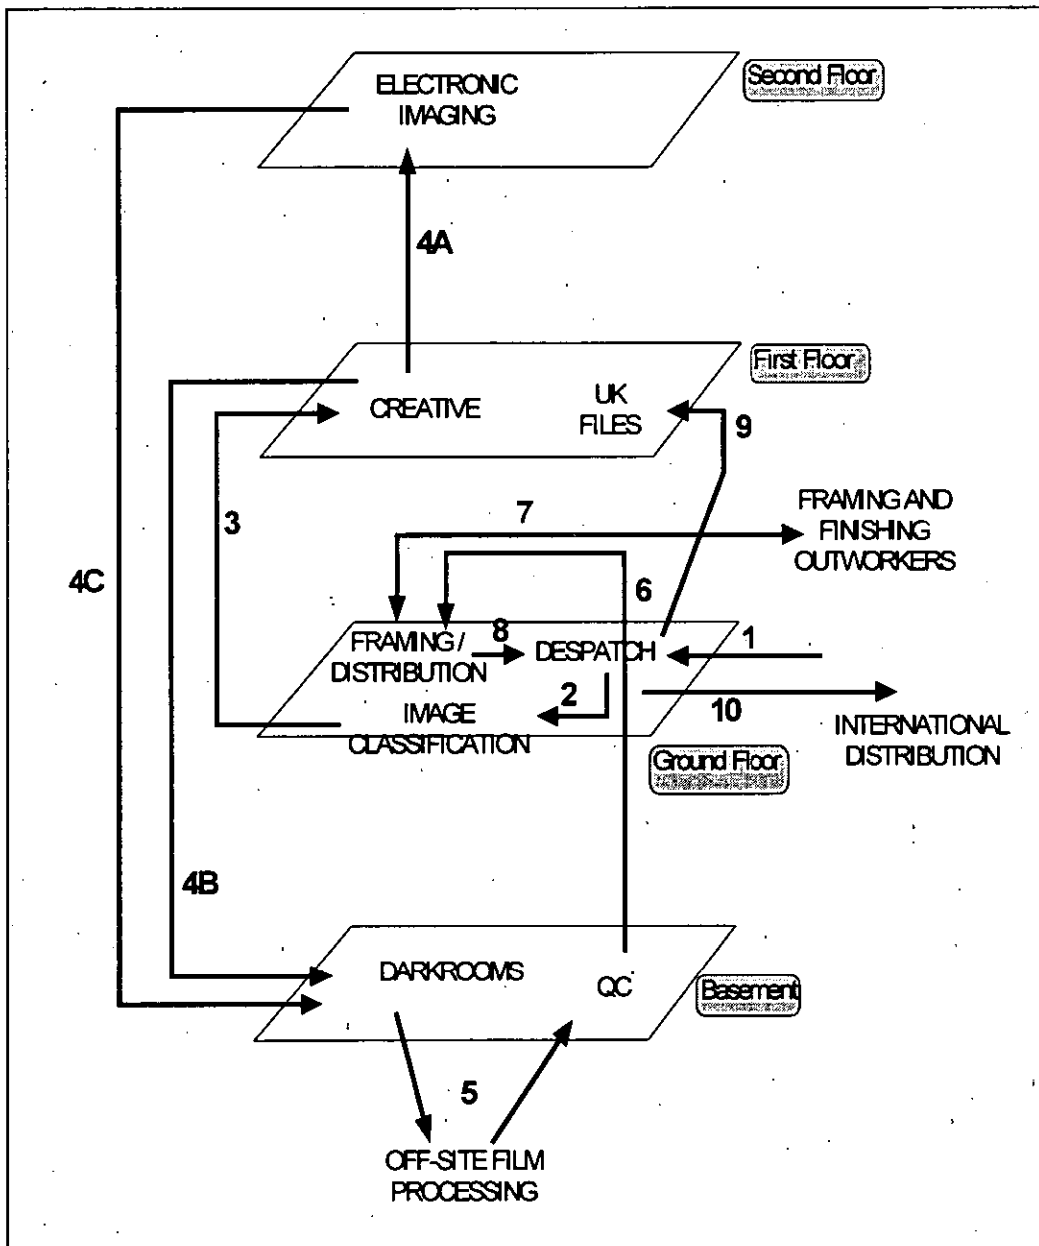 ELECTRONIC
IMAGING
Second Floor
4A
First Floor
CREATIVE
UK
FILES
9
3
7
FRAMING AND
FINISHING
OUTWORKERS
4C
6
FRAMING /
DISTRIBUTION
8
DESPATCH
1
2
IMAGE
CLASSIFICATION
10
INTERNATIONAL
DISTRIBUTION
Ground Floor
4B
DARKROOMS
QC
Basement
5
OFF-SITE FILM
PROCESSING